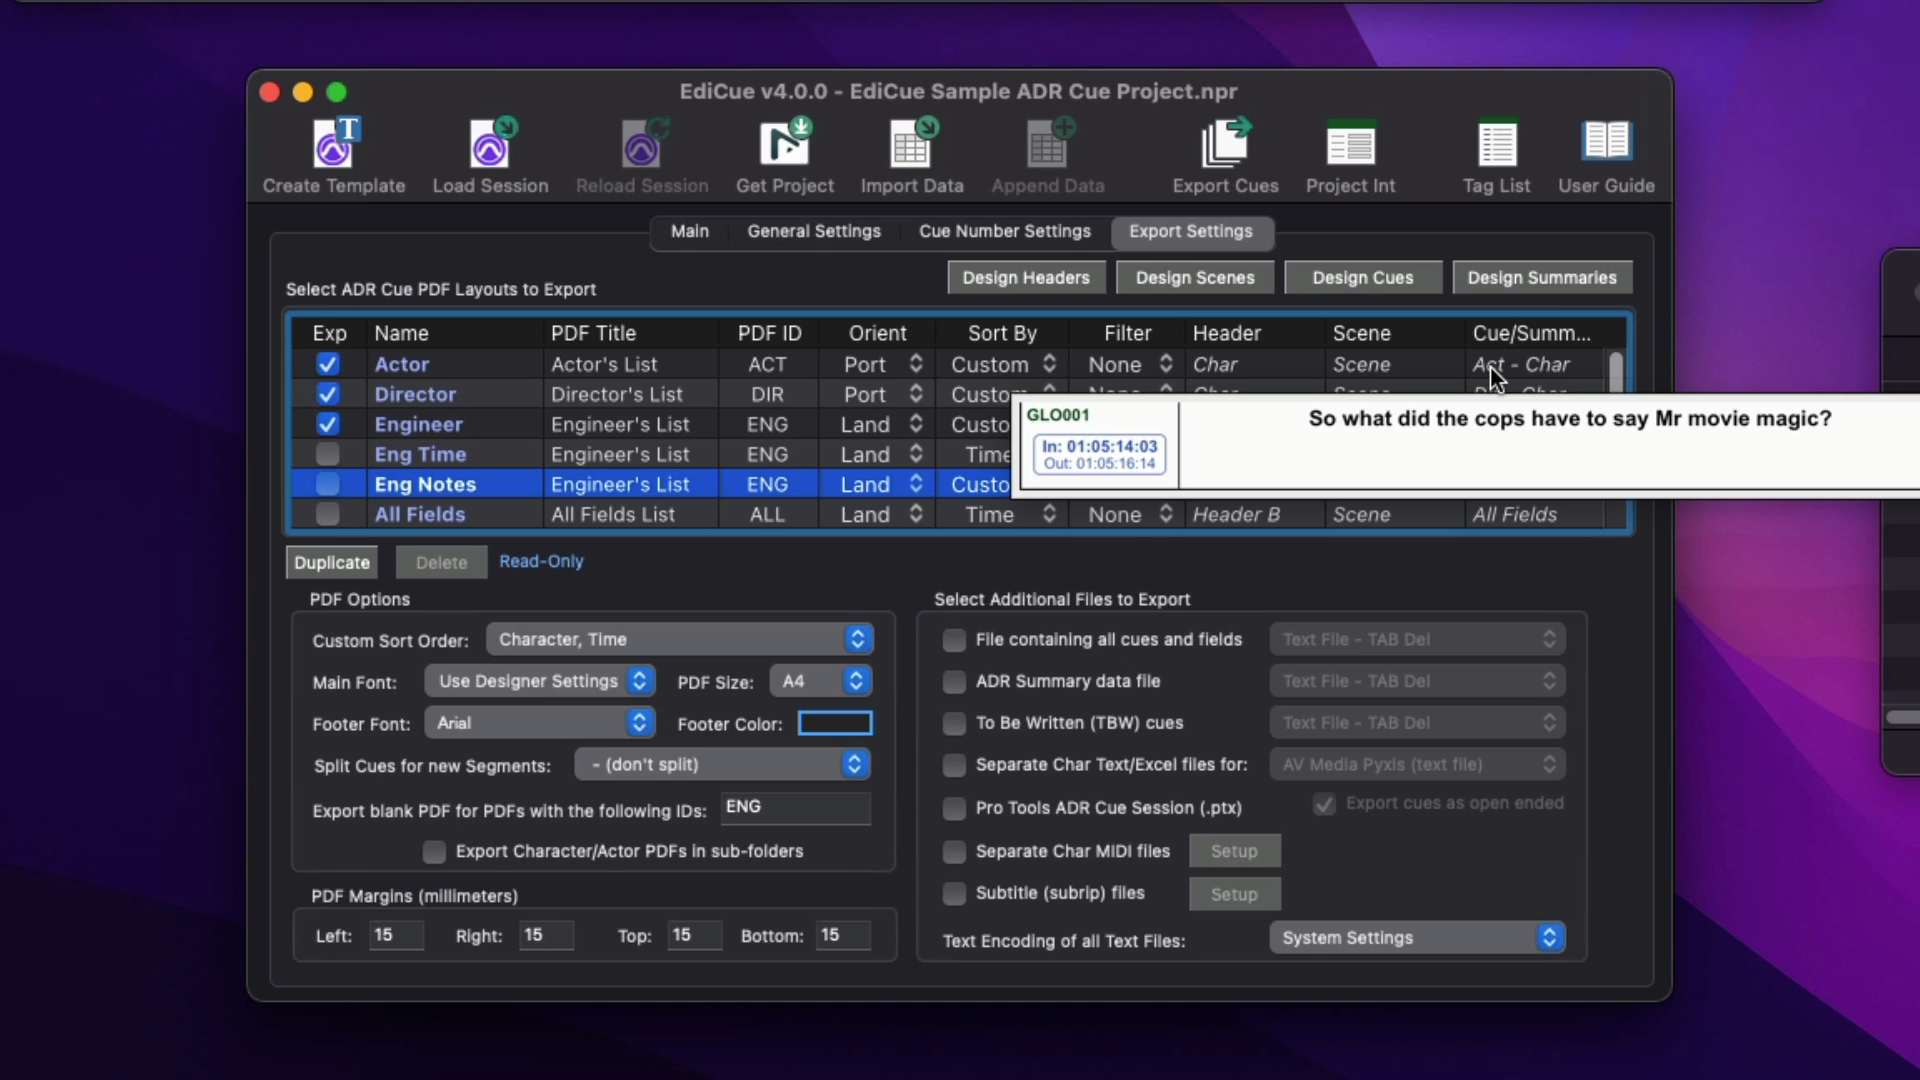 EdiCue v4.0.0 - EdiCue Sample ADR Cue Project.npr
T
Create Template Load Session Reload Session Get Project Import Data Append Data Export Cues Project Int Tag List User Guide
Main General Settings Cue Number Settings Export Settings
Design Headers Design Scenes Design Cues Design Summaries
Select ADR Cue PDF Layouts to Export
Exp Name PDF Title PDF ID Orient Sort By Filter Header Scene Cue/Summ...
Actor Actor's List ACT Port Custom None Char Scene Act - Char
Director Director's List DIR Port
Engineer Engineer's List ENG Land
Eng Time Engineer's List ENG Land
Eng Notes Engineer's List ENG Land
All Fields All Fields List ALL Land Time None Header B Scene All Fields
GLO001 So what did the cops have to say Mr movie magic?
In: 01:05:14:03
Out: 01:05:16:14
Duplicate Delete Read-Only
PDF Options
Custom Sort Order: Character, Time
Main Font: Use Designer Settings PDF Size: A4
Footer Font: Arial Footer Color:
Split Cues for new Segments: - (don't split)
Export blank PDF for PDFs with the following IDs: ENG
Export Character/Actor PDFs in sub-folders
PDF Margins (millimeters)
Left: 15 Right: 15 Top: 15 Bottom: 15
Select Additional Files to Export
File containing all cues and fields Text File - TAB Del
ADR Summary data file Text File - TAB Del
To Be Written (TBW) cues Text File - TAB Del
Separate Char Text/Excel files for: AV Media Pyxis (text file)
Pro Tools ADR Cue Session (.ptx) Export cues as open ended
Separate Char MIDI files Setup
Subtitle (subrip) files Setup
Text Encoding of all Text Files: System Settings